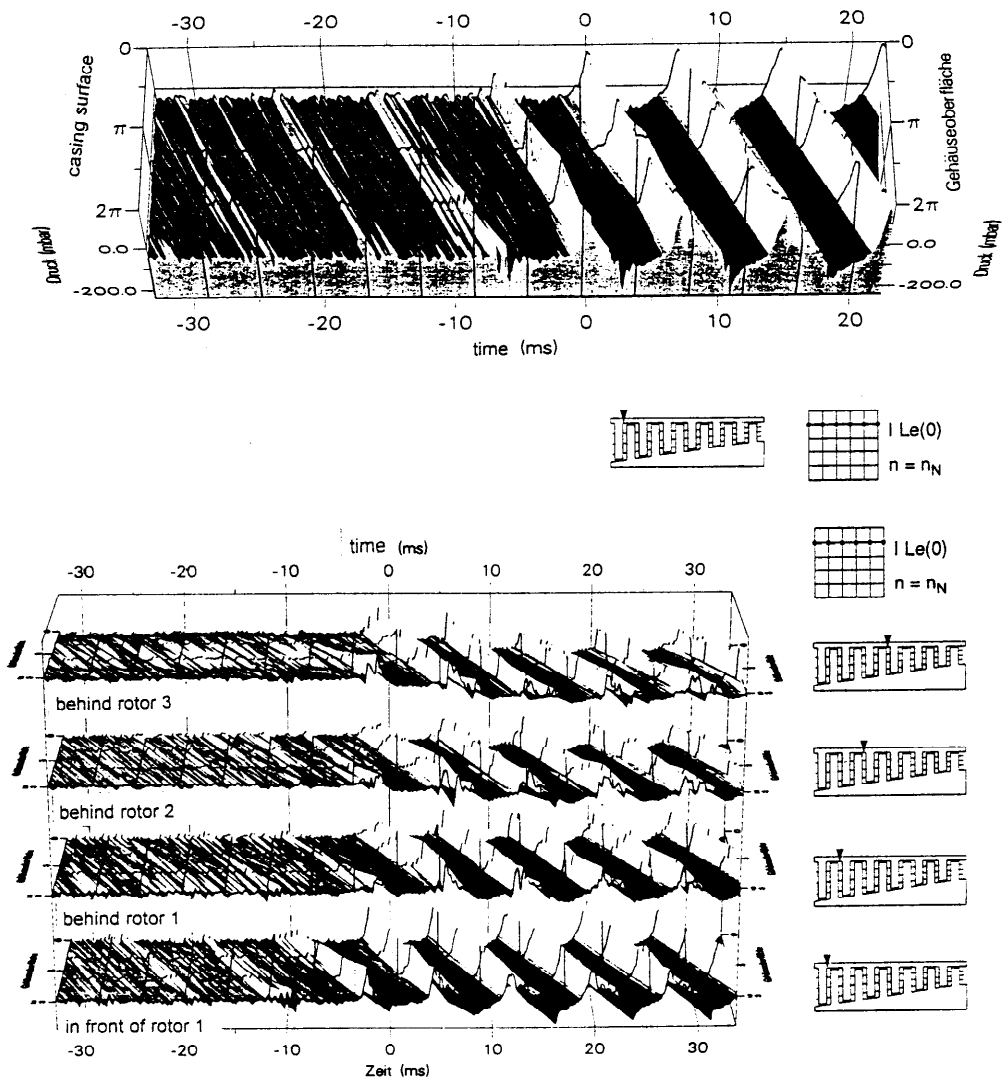 -30 -20 -10 0 10 20
0 0
casing surface
Gehäuseoberfläche
π π
2π 2π
0.0 0.0
Druck (mbar)
-200.0 -200.0
-30 -20 -10 0 10 20
time (ms)
I Le(0)
n = nN
time (ms)
-30 -20 -10 0 10 20 30
I Le(0)
n = nN
behind rotor 3
behind rotor 2
behind rotor 1
in front of rotor 1
-30 -20 -10 0 10 20 30
Zeit (ms)